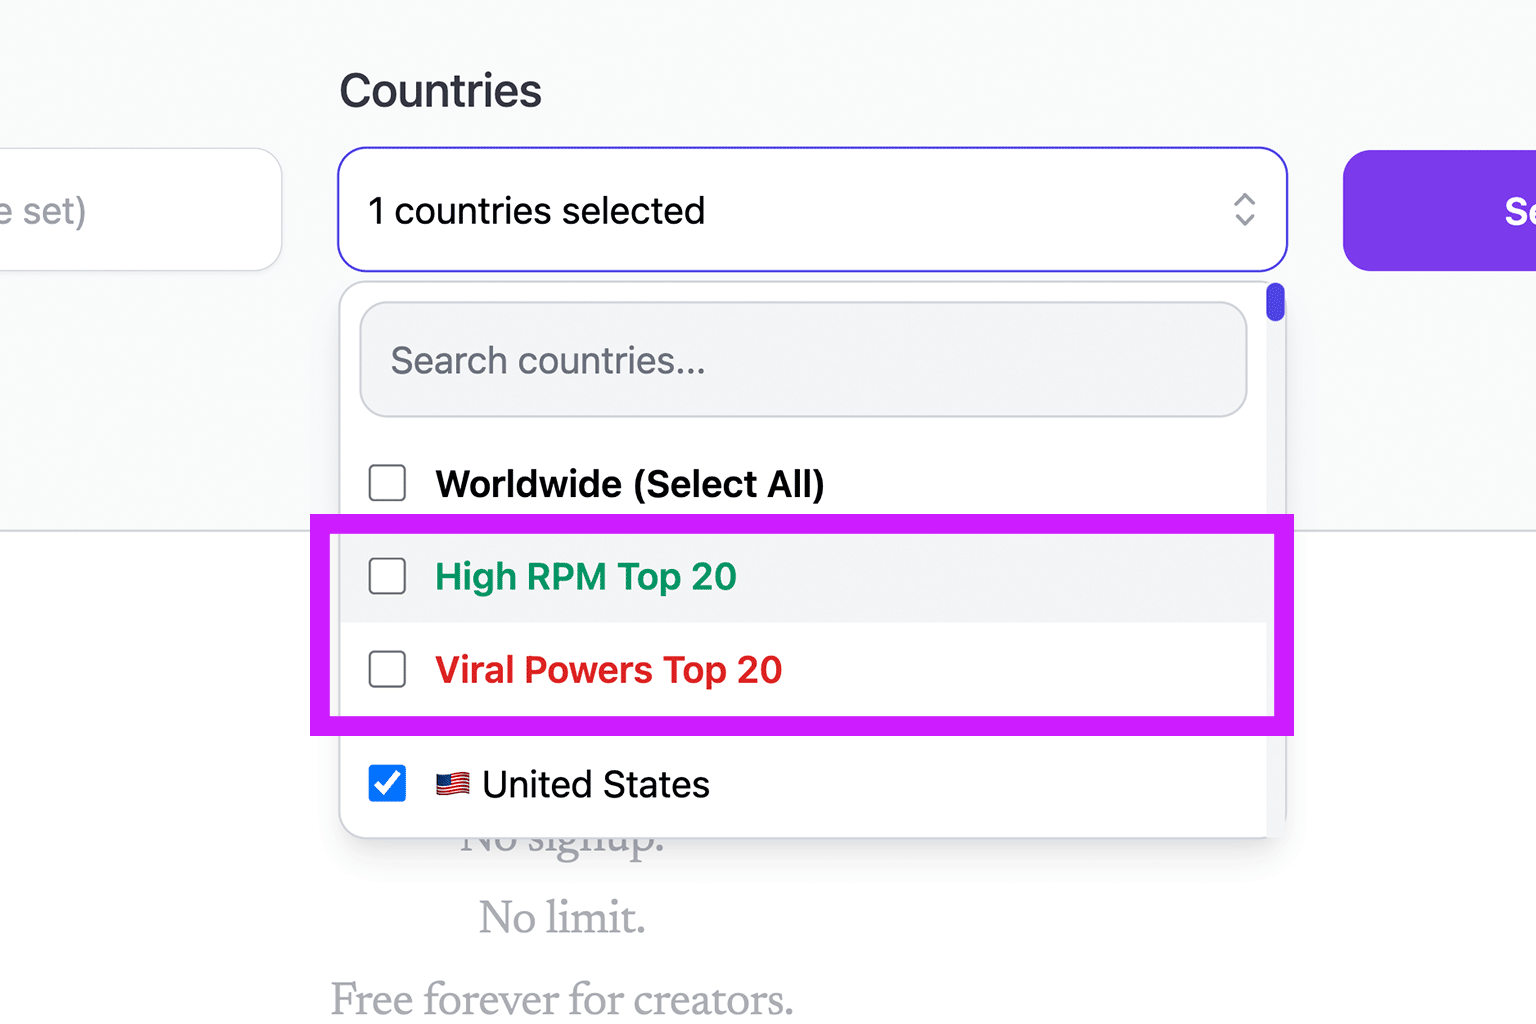 Countries
e set)
1 countries selected
Se
Search countries...
Worldwide (Select All)
High RPM Top 20
Viral Powers Top 20
United States
No signup.
No limit.
Free forever for creators.